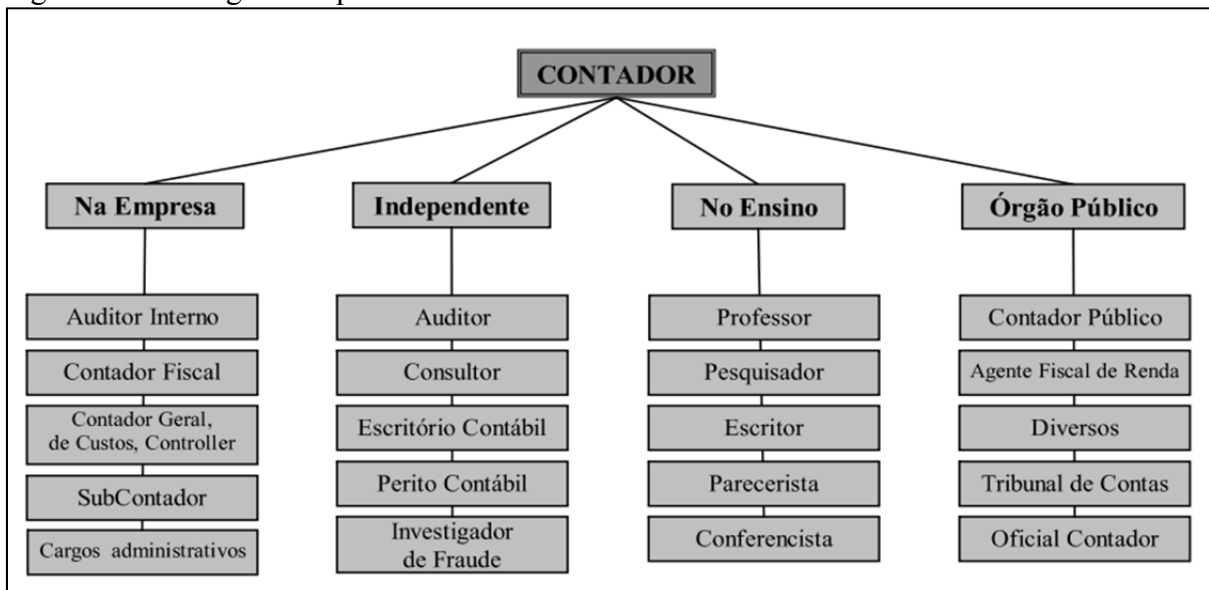 CONTADOR
Na Empresa
Independente
No Ensino
Órgão Público
Auditor Interno
Contador Fiscal
Contador Geral,
de Custos, Controller
SubContador
Cargos administrativos
Auditor
Consultor
Escritório Contábil
Perito Contábil
Investigador
de Fraude
Professor
Pesquisador
Escritor
Parecerista
Conferencista
Contador Público
Agente Fiscal de Renda
Diversos
Tribunal de Contas
Oficial Contador